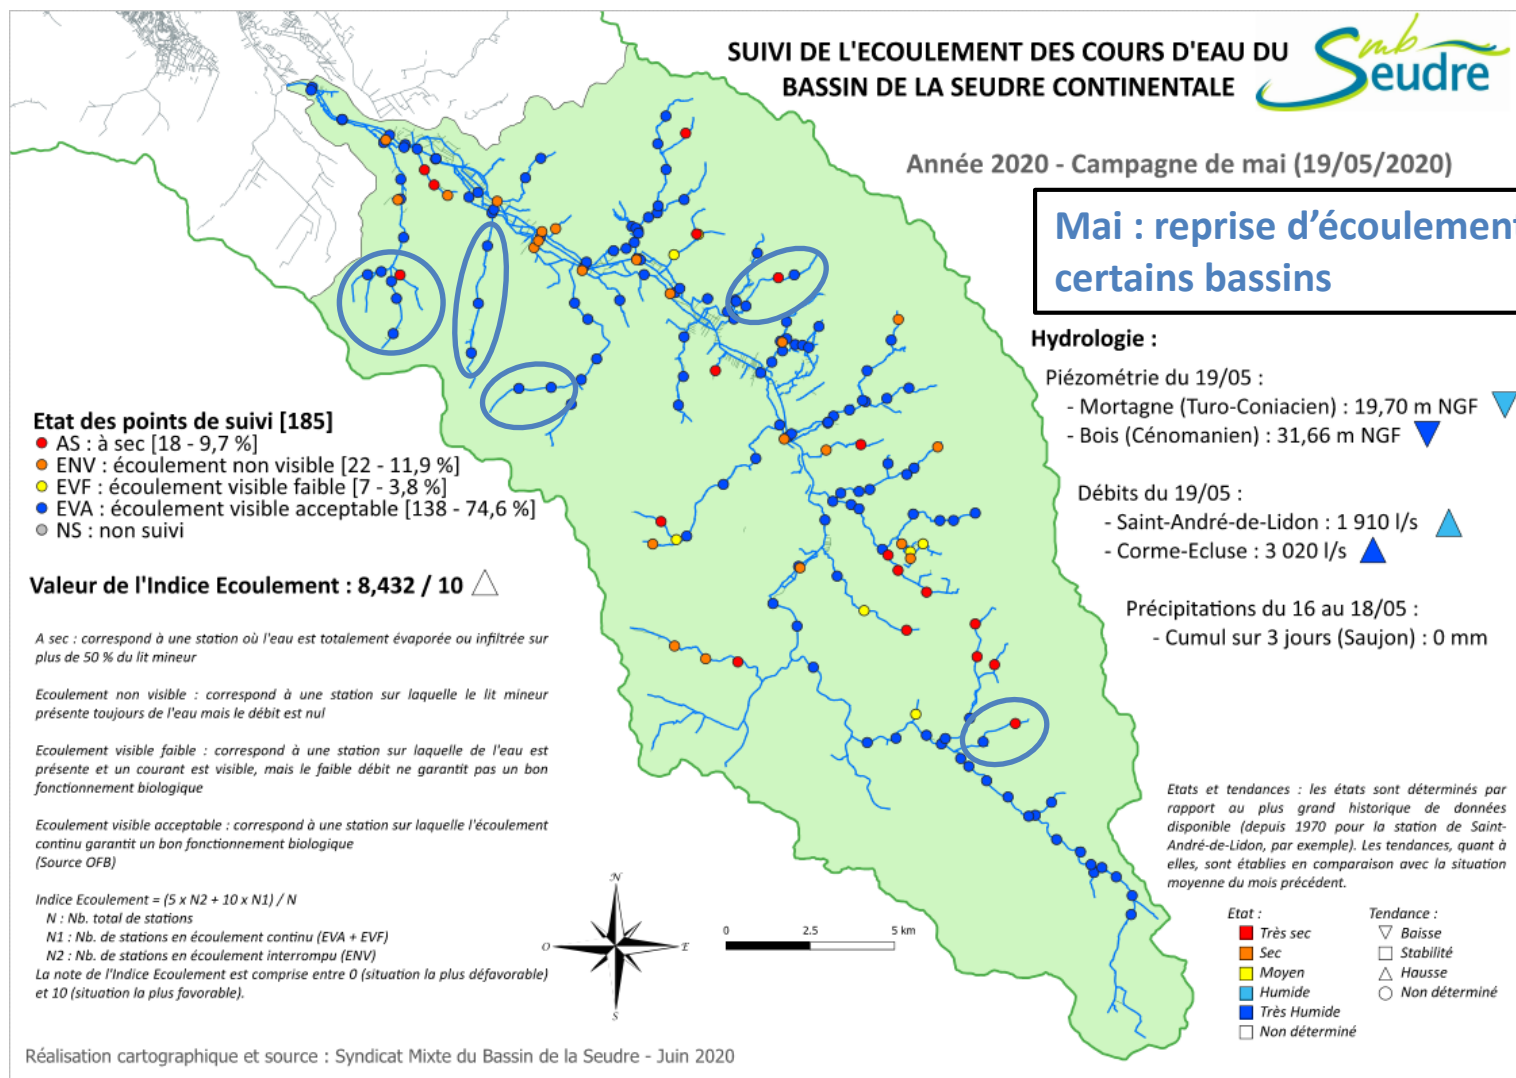 SUIVI DE L'ECOULEMENT DES COURS D'EAU DU
BASSIN DE LA SEUDRE CONTINENTALE
smb
Seudre
Année 2020 - Campagne de mai (19/05/2020)
Mai : reprise d'écoulement
certains bassins
Hydrologie :
Piézométrie du 19/05 :
- Mortagne (Turo-Coniacien) : 19,70 m NGF
- Bois (Cénomanien) : 31,66 m NGF
Débits du 19/05 :
- Saint-André-de-Lidon : 1 910 l/s
- Corme-Ecluse : 3 020 l/s
Précipitations du 16 au 18/05 :
- Cumul sur 3 jours (Saujon) : 0 mm
Etat des points de suivi [185]
AS : à sec [18 - 9,7 %]
ENV : écoulement non visible [22 - 11,9 %]
EVF : écoulement visible faible [7 - 3,8 %]
EVA : écoulement visible acceptable [138 - 74,6 %]
NS : non suivi
Valeur de l'Indice Ecoulement : 8,432 / 10
A sec : correspond à une station où l'eau est totalement évaporée ou infiltrée sur
plus de 50 % du lit mineur
Ecoulement non visible : correspond à une station sur laquelle le lit mineur
présente toujours de l'eau mais le débit est nul
Ecoulement visible faible : correspond à une station sur laquelle de l'eau est
présente et un courant est visible, mais le faible débit ne garantit pas un bon
fonctionnement biologique
Ecoulement visible acceptable : correspond à une station sur laquelle l'écoulement
continu garantit un bon fonctionnement biologique
(Source OFB)
Indice Ecoulement = (5 x N2 + 10 x N1) / N
N : Nb. total de stations
N1 : Nb. de stations en écoulement continu (EVA + EVF)
N2 : Nb. de stations en écoulement interrompu (ENV)
La note de l'Indice Ecoulement est comprise entre 0 (situation la plus défavorable)
et 10 (situation la plus favorable).
N
O
E
S
0 2.5 5 km
Etats et tendances : les états sont déterminés par
rapport au plus grand historique de données
disponible (depuis 1970 pour la station de Saint-
André-de-Lidon, par exemple). Les tendances, quant à
elles, sont établies en comparaison avec la situation
moyenne du mois précédent.
Etat :
Très sec
Sec
Moyen
Humide
Très Humide
Non déterminé
Tendance :
Baisse
Stabilité
Hausse
Non déterminé
Réalisation cartographique et source : Syndicat Mixte du Bassin de la Seudre - Juin 2020